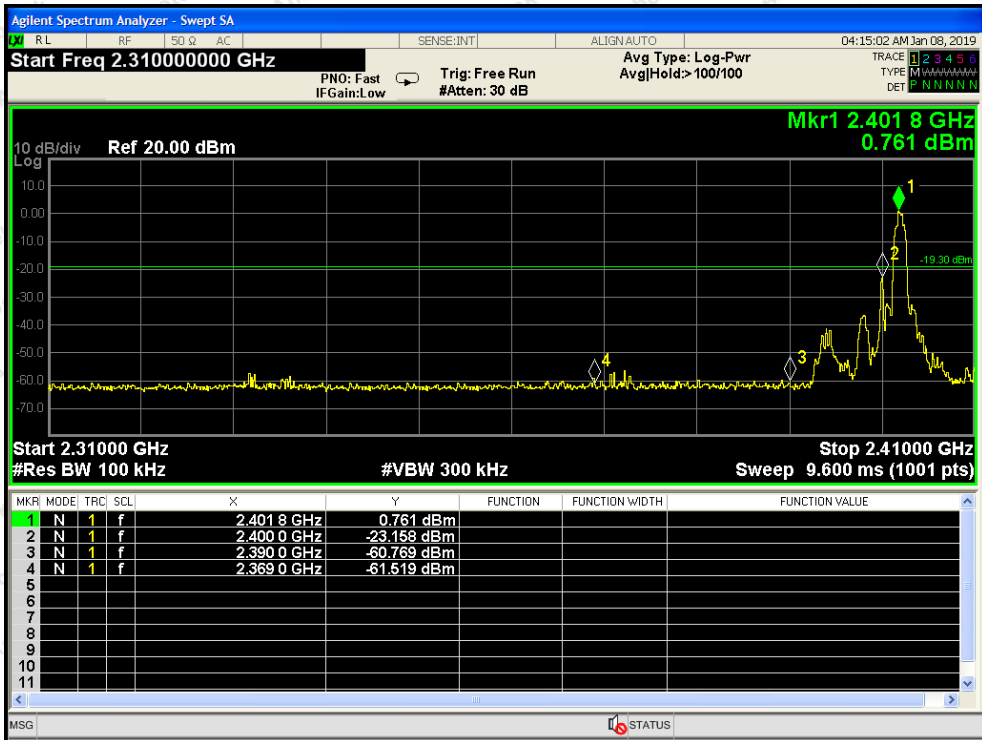 Agilent Spectrum Analyzer - Swept SA
LXI RL RF 50 Ω AC SENSE:INT ALIGN AUTO 04:15:02 AM Jan 08, 2019
Start Freq 2.310000000 GHz
PNO: Fast
IFGain:Low
Trig: Free Run
#Atten: 30 dB
Avg Type: Log-Pwr
Avg|Hold:>100/100
TRACE 1 2 3 4 5 6
TYPE M
DET P N N N N N
Mkr1 2.401 8 GHz
0.761 dBm
10 dB/div Ref 20.00 dBm
Log
10.0
0.00
-10.0
-20.0
-30.0
-40.0
-50.0
-60.0
-70.0
1
2
-19.30 dBm
3
4
Start 2.31000 GHz Stop 2.41000 GHz
#Res BW 100 kHz #VBW 300 kHz Sweep 9.600 ms (1001 pts)
MKR MODE TRC SCL X Y FUNCTION FUNCTION WIDTH FUNCTION VALUE
1 N 1 f 2.401 8 GHz 0.761 dBm
2 N 1 f 2.400 0 GHz -23.158 dBm
3 N 1 f 2.390 0 GHz -60.769 dBm
4 N 1 f 2.369 0 GHz -61.519 dBm
5
6
7
8
9
10
11
MSG STATUS